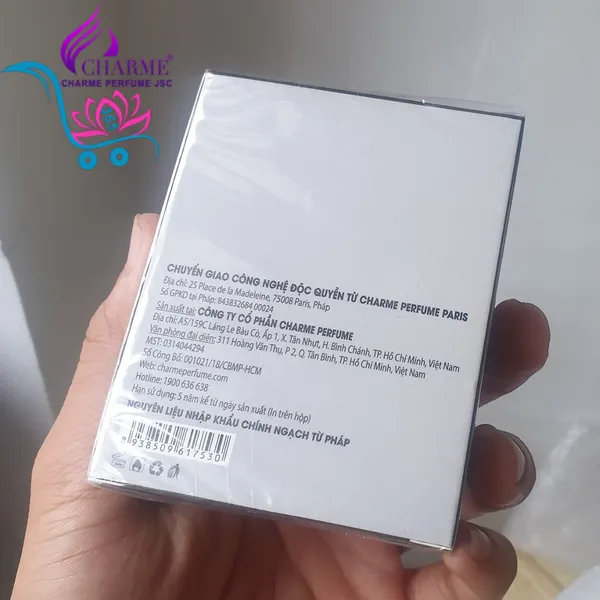 CHARME®
CHARME PERFUME JSC
CHUYỂN GIAO CÔNG NGHỆ ĐỘC QUYỀN TỪ CHARME PERFUME PARIS
Địa chỉ: 25 Place de la Madeleine, 75008 Paris, Pháp
Số GPKD tại Pháp: 843832684 00024
Sản xuất tại: CÔNG TY CỔ PHẦN CHARME PERFUME
Địa chỉ: A5/159C Láng Le Bàu Cò, Ấp 1, X. Tân Nhựt, H. Bình Chánh, TP. Hồ Chí Minh, Việt Nam
Văn phòng đại diện: 311 Hoàng Văn Thụ, P 2, Q. Tân Bình, TP. Hồ Chí Minh, Việt Nam
MST: 0314044294
Số Công Bố: 001021/18/CBMP-HCM
Web: charmeperfume.com
Hotline: 1900 636 638
Hạn sử dụng: 5 năm kể từ ngày sản xuất (In trên hộp)
NGUYÊN LIỆU NHẬP KHẨU CHÍNH NGẠCH TỪ PHÁP
8 938509 617530